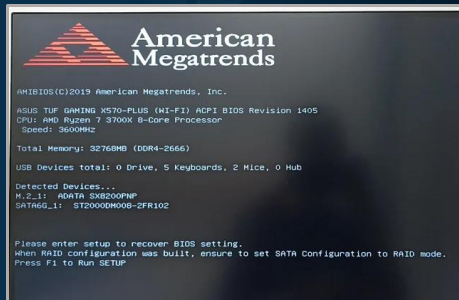 American
Megatrends
AMIBIOS(C)2019 American Megatrends, Inc.
ASUS TUF GAMING X570-PLUS (WI-FI) ACPI BIOS Revision 1405
CPU: AMD Ryzen 7 3700X 8-Core Processor
Speed: 3600MHz
Total Memory: 32768MB (DDR4-2666)
USB Devices total: 0 Drive, 5 Keyboards, 2 Mice, 0 Hub
Detected Devices...
M.2_1: ADATA SX8200PNP
SATA6G_1: ST2000DM008-2FR102
Please enter setup to recover BIOS setting.
When RAID configuration was built, ensure to set SATA Configuration to RAID mode.
Press F1 to Run SETUP